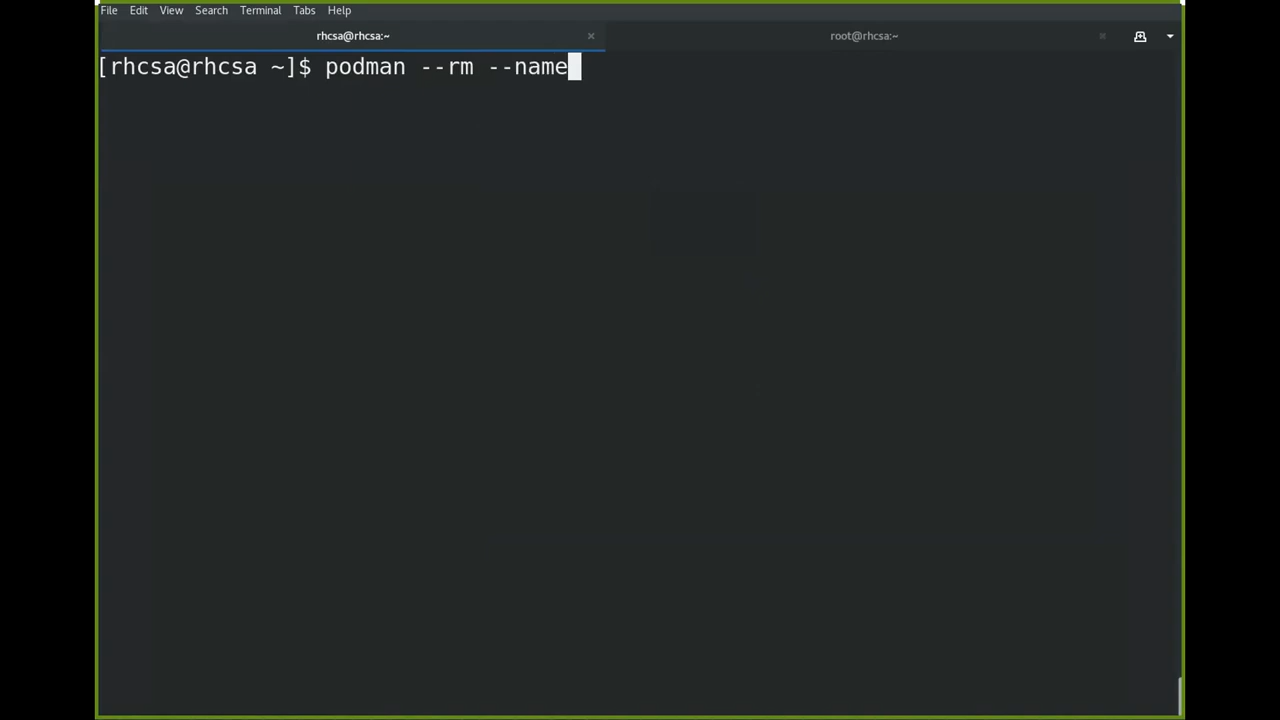 File Edit View Search Terminal Tabs Help
rhcsa@rhcsa:~ × root@rhcsa:~ ×
[rhcsa@rhcsa ~]$ podman --rm --name